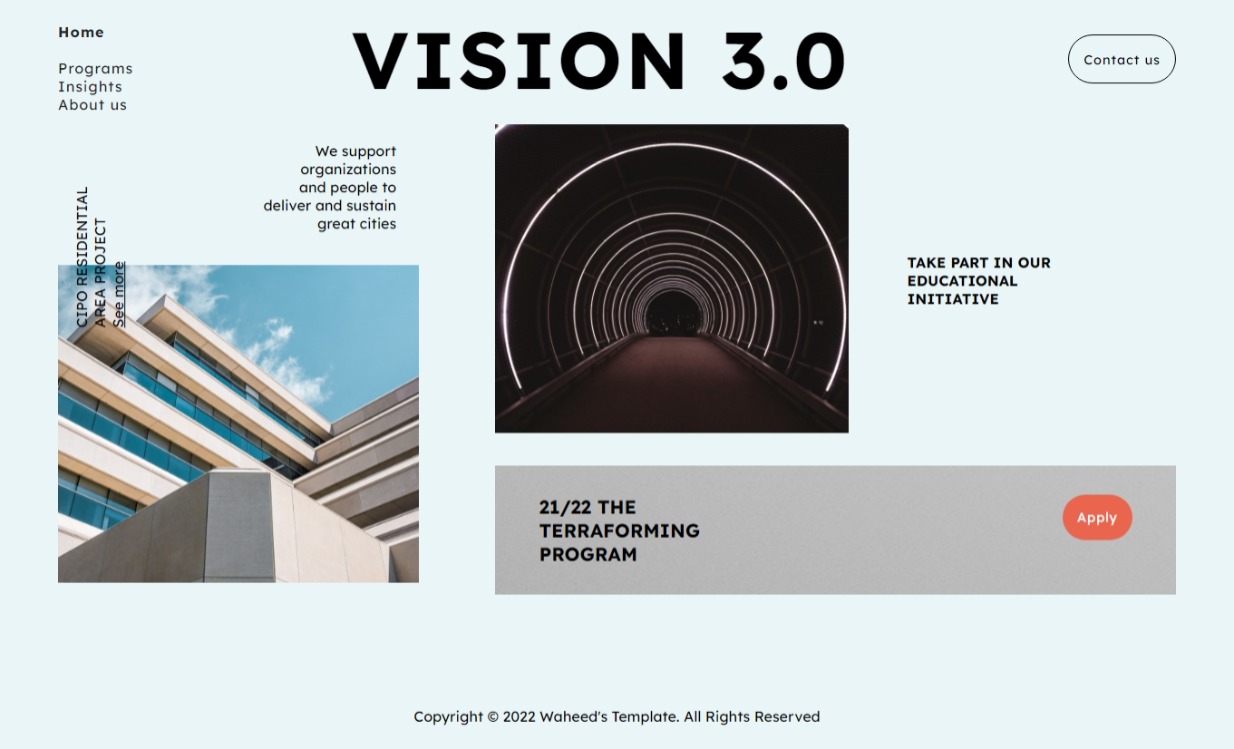 Home
Programs
Insights
About us
VISION 3.0
Contact us
We support
organizations
and people to
deliver and sustain
great cities
CIPO RESIDENTIAL
AREA PROJECT
See more
TAKE PART IN OUR
EDUCATIONAL
INITIATIVE
21/22 THE
TERRAFORMING
PROGRAM
Apply
Copyright © 2022 Waheed's Template. All Rights Reserved